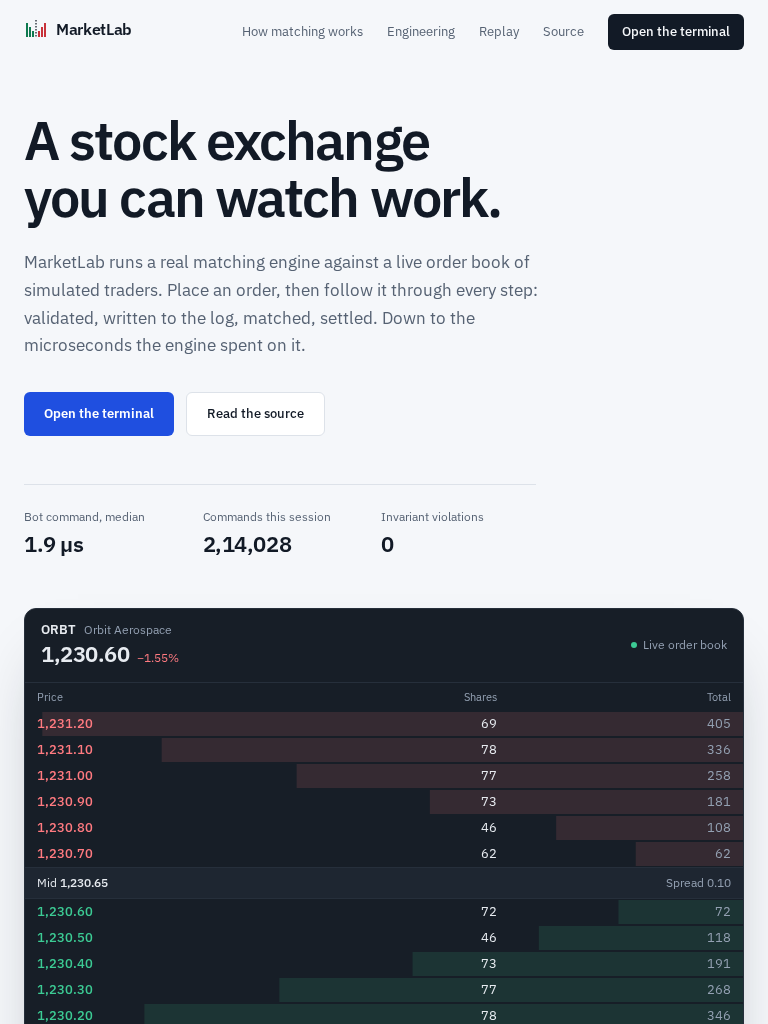 MarketLab
How matching works Engineering Replay Source Open the terminal
A stock exchange
you can watch work.
MarketLab runs a real matching engine against a live order book of
simulated traders. Place an order, then follow it through every step:
validated, written to the log, matched, settled. Down to the
microseconds the engine spent on it.
Open the terminal Read the source
Bot command, median Commands this session Invariant violations
1.9 µs 2,14,028 0
ORBT Orbit Aerospace
1,230.60 −1.55%
Live order book
Price Shares Total
1,231.20 69 405
1,231.10 78 336
1,231.00 77 258
1,230.90 73 181
1,230.80 46 108
1,230.70 62 62
Mid 1,230.65 Spread 0.10
1,230.60 72 72
1,230.50 46 118
1,230.40 73 191
1,230.30 77 268
1,230.20 78 346